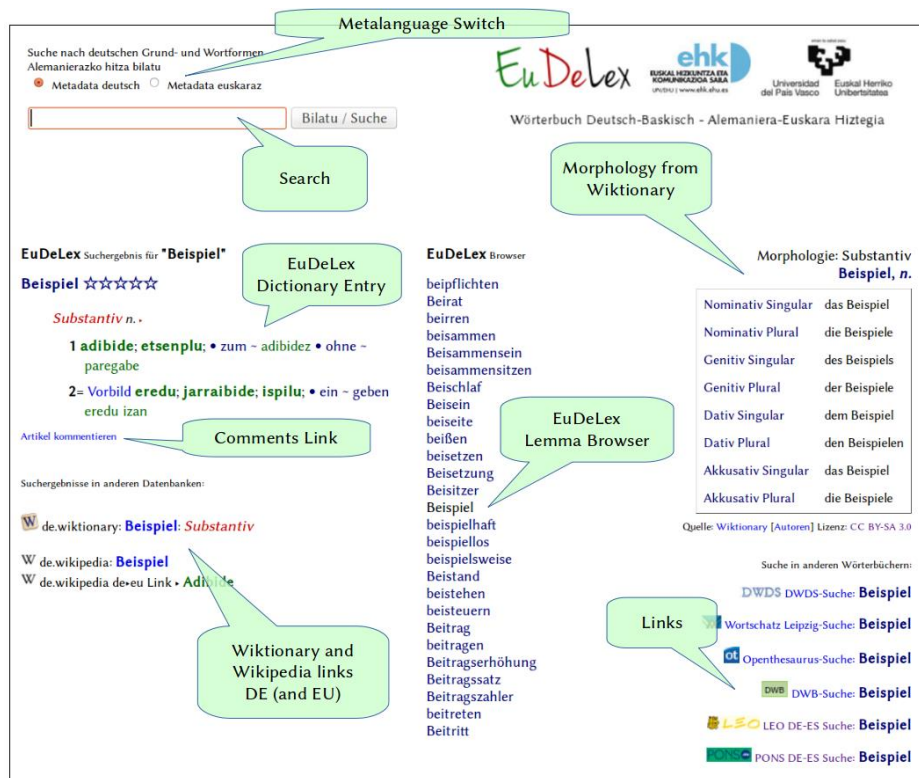 Metalanguage Switch
Suche nach deutschen Grund- und Wortformen
Alemanierazko hitza bilatu
Metadata deutsch Metadata euskaraz
Bilatu / Suche
Search
EuDeLex
ehk
EUSKAL HIZKUNTZA ETA
KOMUNIKAZIOA SAILA
UPV/EHU | www.ehk.ehu.es
Universidad Euskal Herriko
del País Vasco Unibertsitatea
Wörterbuch Deutsch-Baskisch - Alemaniera-Euskara Hiztegia
Morphology from
Wiktionary
EuDeLex Suchergebnis für "Beispiel"
Beispiel ☆☆☆☆☆
EuDeLex
Dictionary Entry
Substantiv n. •
1 adibide; etsenplu; • zum ~ adibidez • ohne ~
paregabe
2= Vorbild eredu; jarraibide; ispilu; • ein ~ geben
eredu izan
Artikel kommentieren
Comments Link
Suchergebnisse in anderen Datenbanken:
W de.wiktionary: Beispiel: Substantiv
W de.wikipedia: Beispiel
W de.wikipedia de▸eu Link ▸ Adibide
Wiktionary and
Wikipedia links
DE (and EU)
EuDeLex Browser
beipflichten
Beirat
beirren
beisammen
Beisammensein
beisammensitzen
Beischlaf
Beisein
beiseite
beißen
beisetzen
Beisetzung
Beisitzer
Beispiel
beispielhaft
beispiellos
beispielsweise
Beistand
beistehen
beisteuern
Beitrag
beitragen
Beitragserhöhung
Beitragssatz
Beitragszahler
beitreten
Beitritt
EuDeLex
Lemma Browser
Morphologie: Substantiv
Beispiel, n.
Nominativ Singular das Beispiel
Nominativ Plural die Beispiele
Genitiv Singular des Beispiels
Genitiv Plural der Beispiele
Dativ Singular dem Beispiel
Dativ Plural den Beispielen
Akkusativ Singular das Beispiel
Akkusativ Plural die Beispiele
Quelle: Wiktionary [Autoren] Lizenz: CC BY-SA 3.0
Suche in anderen Wörterbüchern:
Links
DWDS DWDS-Suche: Beispiel
W Wortschatz Leipzig-Suche: Beispiel
ot Openthesaurus-Suche: Beispiel
DWB DWB-Suche: Beispiel
LEO LEO DE-ES Suche: Beispiel
PONS PONS DE-ES Suche: Beispiel